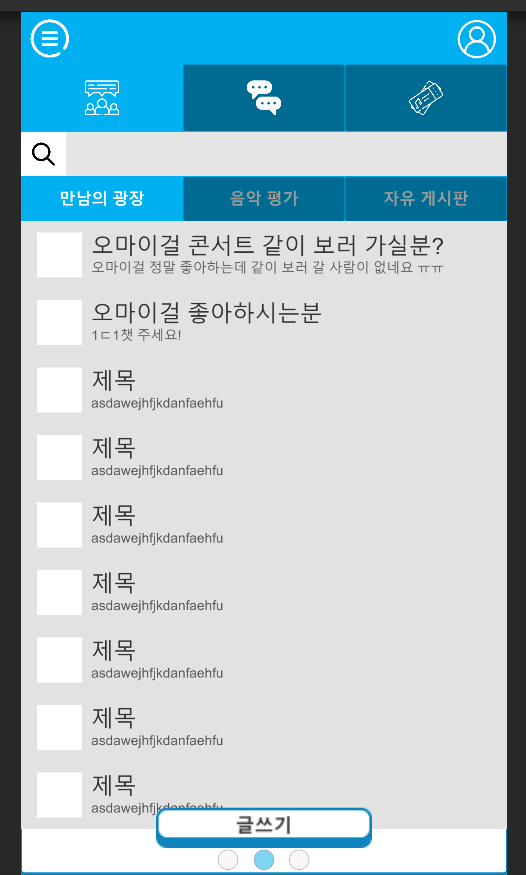 만남의 광장
음악 평가
자유 게시판
오마이걸 콘서트 같이 보러 가실분?
오마이걸 정말 좋아하는데 같이 보러 갈 사람이 없네요 ㅠㅠ
오마이걸 좋아하시는분
1ㄷ1챗 주세요!
제목
asdawejhfjkdanfaehfu
제목
asdawejhfjkdanfaehfu
제목
asdawejhfjkdanfaehfu
제목
asdawejhfjkdanfaehfu
제목
asdawejhfjkdanfaehfu
제목
asdawejhfjkdanfaehfu
제목
asdawejhfjkdanfaehfu
글쓰기